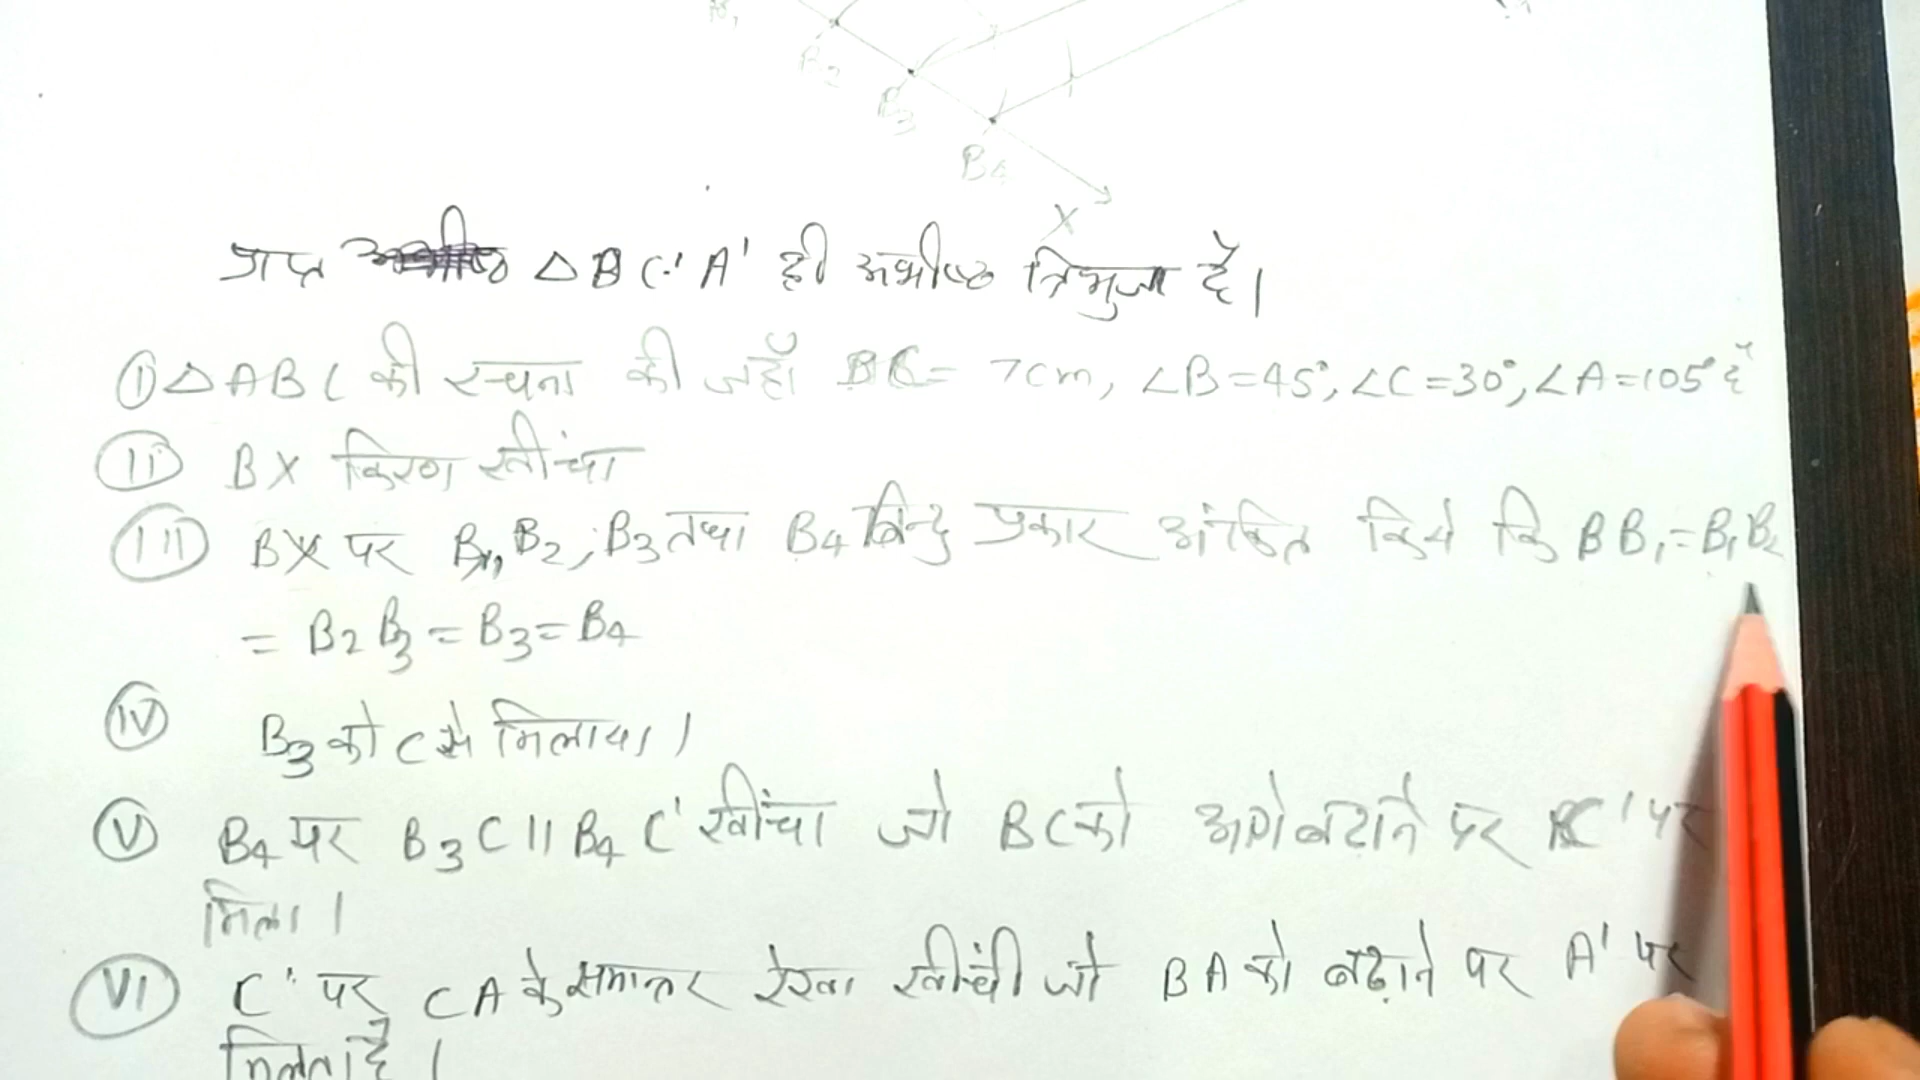 B2
B3
B4
X
प्राप्त △BC'A' ही अभीष्ठ त्रिभुज है।
(I) △ABC की रचना की जहाँ BC= 7cm, ∠B=45°, ∠C=30°, ∠A=105° है
(II) BX किरण खींचा
(III) BX पर B1, B2, B3 तथा B4 बिन्दु प्रकार अंकित किये कि BB1=B1B2
= B2B3 = B3=B4
(IV) B3 को C से मिलाया।
(V) B4 पर B3C || B4C' खींचा जो BC को आगे बढाने पर C' पर
मिला।
(VI) C' पर CA के समान्तर रेखा खींची जो BA को बढ़ाने पर A' पर
मिलता है।